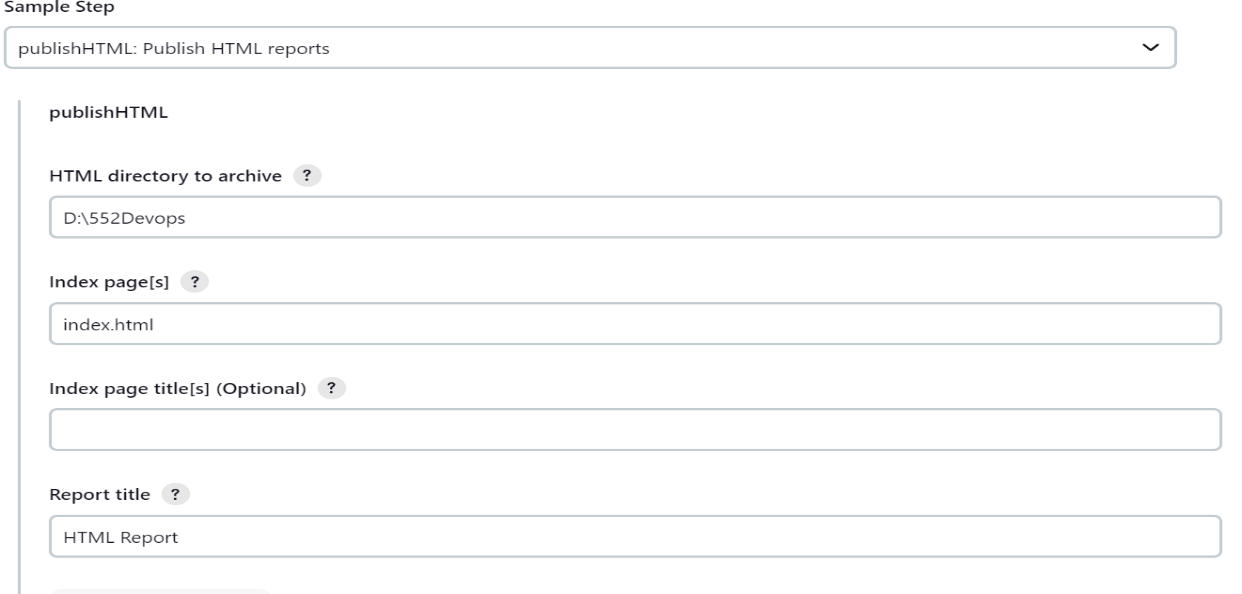 Sample Step
publishHTML: Publish HTML reports
publishHTML
HTML directory to archive ?
D:\552Devops
Index page[s] ?
index.html
Index page title[s] (Optional) ?
Report title ?
HTML Report